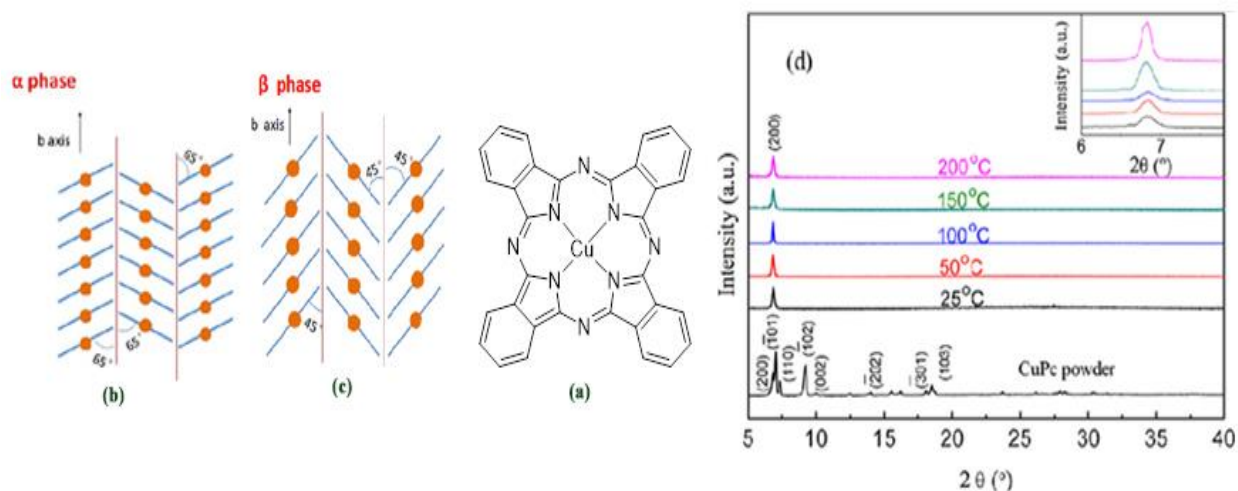 α phase
b axis
65°
65°
65°
(b)
β phase
b axis
45°
45°
45°
(c)
N
N
N
N
Cu
N
N
N
N
(a)
(d)
Intensity (a.u.)
6
7
2θ (°)
Intensity (a.u.)
(200)
200°C
150°C
100°C
50°C
25°C
CuPc powder
(200)
(1̅01)
(110)
(1̅02)
(002)
(2̅02)
(3̅01)
(103)
5
10
15
20
25
30
35
40
2 θ (°)